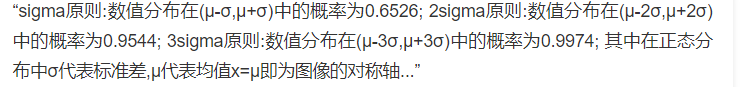 “sigma原则:数值分布在(μ-σ,μ+σ)中的概率为0.6526; 2sigma原则:数值分布在(μ-2σ,μ+2σ)
中的概率为0.9544; 3sigma原则:数值分布在(μ-3σ,μ+3σ)中的概率为0.9974; 其中在正态分
布中σ代表标准差,μ代表均值x=μ即为图像的对称轴...”